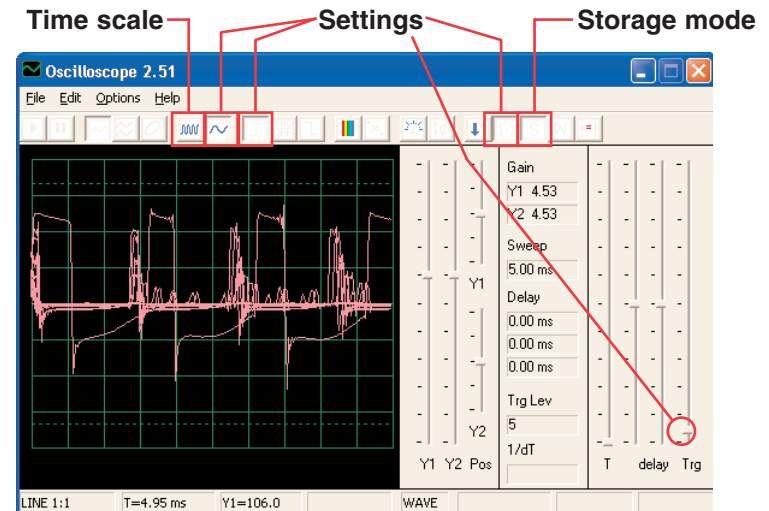 Time scale Settings Storage mode
Oscilloscope 2.51
File Edit Options Help
Gain
Y1 4.53
Y2 4.53
Sweep
5.00 ms
Y1
Delay
0.00 ms
0.00 ms
0.00 ms
Trg Lev
5
Y2
1/dT
Y1 Y2 Pos
T delay Trg
LINE 1:1 T=4.95 ms Y1=106.0 WAVE